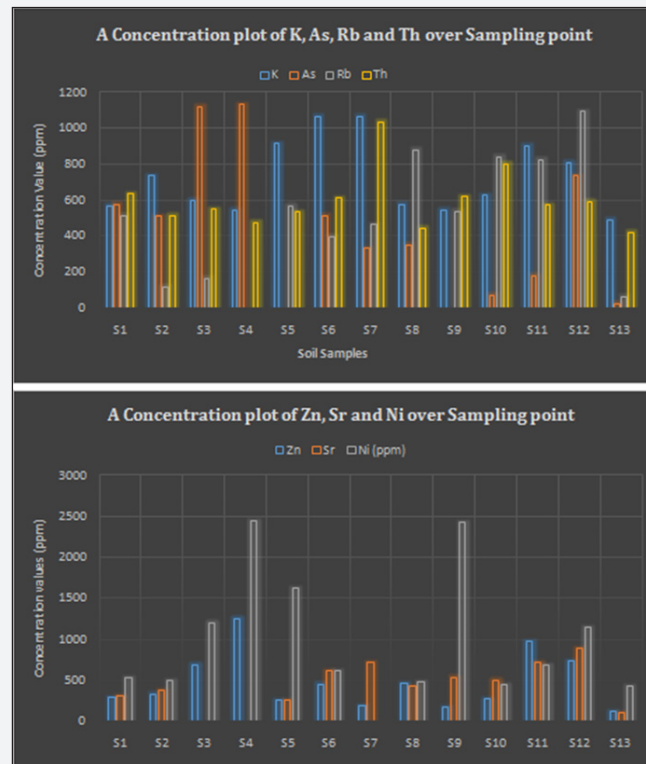 A Concentration plot of K, As, Rb and Th over Sampling point
K As Rb Th
1200
1000
800
600
400
200
0
Concentration Value (ppm)
S1 S2 S3 S4 S5 S6 S7 S8 S9 S10 S11 S12 S13
Soil Samples
A Concentration plot of Zn, Sr and Ni over Sampling point
Zn Sr Ni (ppm)
3000
2500
2000
1500
1000
500
0
Concentration values (ppm)
S1 S2 S3 S4 S5 S6 S7 S8 S9 S10 S11 S12 S13